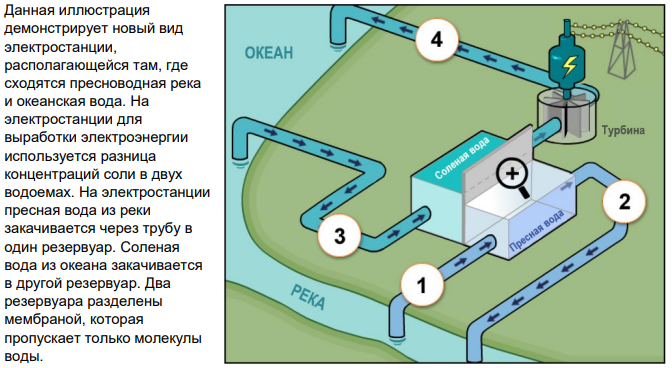 Данная иллюстрация
демонстрирует новый вид
электростанции,
располагающейся там, где
сходятся пресноводная река
и океанская вода. На
электростанции для
выработки электроэнергии
используется разница
концентраций соли в двух
водоемах. На электростанции
пресная вода из реки
закачивается через трубу в
один резервуар. Соленая
вода из океана закачивается
в другой резервуар. Два
резервуара разделены
мембраной, которая
пропускает только молекулы
воды.
ОКЕАН
4
Турбина
Соленая вода
2
3
Пресная вода
1
РЕКА